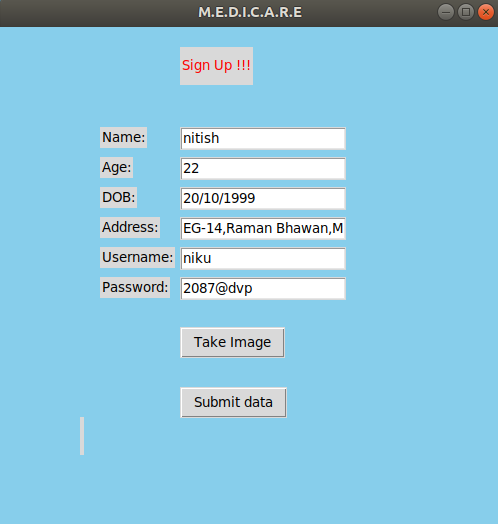 M.E.D.I.C.A.R.E
Sign Up !!!
Name: nitish
Age: 22
DOB: 20/10/1999
Address: EG-14,Raman Bhawan,M
Username: niku
Password: 2087@dvp
Take Image
Submit data